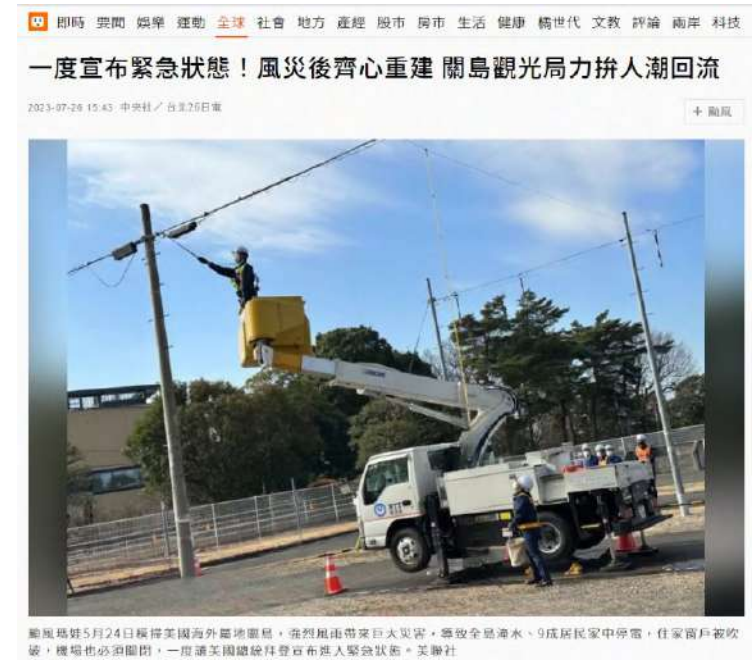 即時 要聞 娛樂 運動 全球 社會 地方 產經 股市 房市 生活 健康 橘世代 文教 評論 兩岸 科技
一度宣布緊急狀態！風災後齊心重建 關島觀光局力拚人潮回流
2023-07-26 15:43 中央社／ 台北26日電
+ 颱風
颱風瑪娃5月24日橫掃美國海外屬地關島，強烈風雨帶來巨大災害，導致全島淹水、9成居民家中停電，住家窗戶被吹
破，機場也必須關閉，一度讓美國總統拜登宣布進入緊急狀態。美聯社